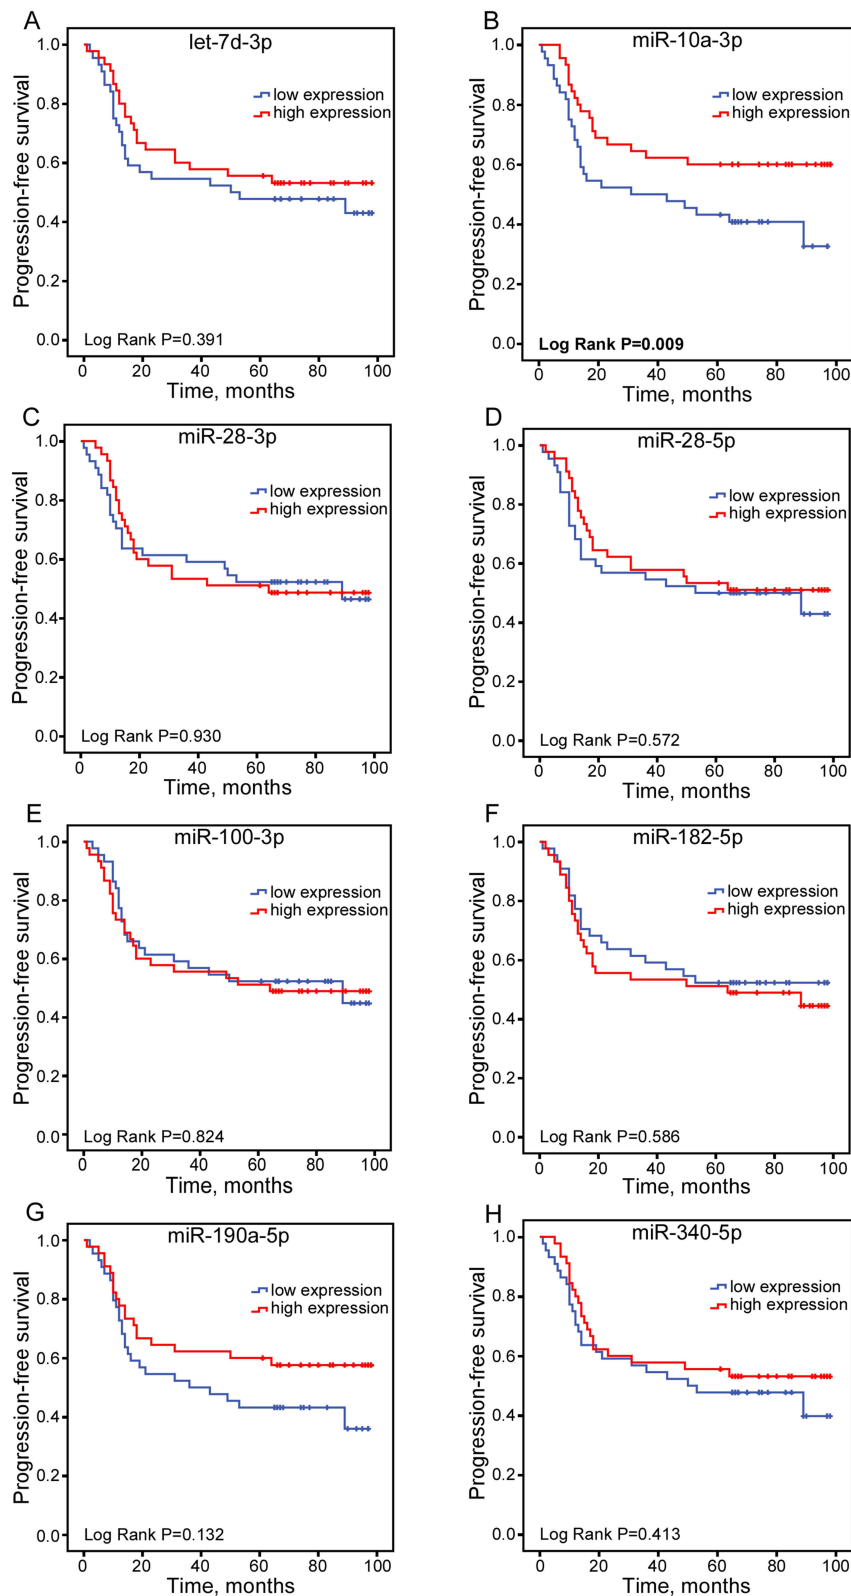 A
let-7d-3p
Progression-free survival
1.0
0.8
0.6
0.4
0.2
0.0
low expression
high expression
Log Rank P=0.391
0 20 40 60 80 100
Time, months
B
miR-10a-3p
Progression-free survival
1.0
0.8
0.6
0.4
0.2
0.0
low expression
high expression
Log Rank P=0.009
0 20 40 60 80 100
Time, months
C
miR-28-3p
Progression-free survival
1.0
0.8
0.6
0.4
0.2
0.0
low expression
high expression
Log Rank P=0.930
0 20 40 60 80 100
Time, months
D
miR-28-5p
Progression-free survival
1.0
0.8
0.6
0.4
0.2
0.0
low expression
high expression
Log Rank P=0.572
0 20 40 60 80 100
Time, months
E
miR-100-3p
Progression-free survival
1.0
0.8
0.6
0.4
0.2
0.0
low expression
high expression
Log Rank P=0.824
0 20 40 60 80 100
Time, months
F
miR-182-5p
Progression-free survival
1.0
0.8
0.6
0.4
0.2
0.0
low expression
high expression
Log Rank P=0.586
0 20 40 60 80 100
Time, months
G
miR-190a-5p
Progression-free survival
1.0
0.8
0.6
0.4
0.2
0.0
low expression
high expression
Log Rank P=0.132
0 20 40 60 80 100
Time, months
H
miR-340-5p
Progression-free survival
1.0
0.8
0.6
0.4
0.2
0.0
low expression
high expression
Log Rank P=0.413
0 20 40 60 80 100
Time, months